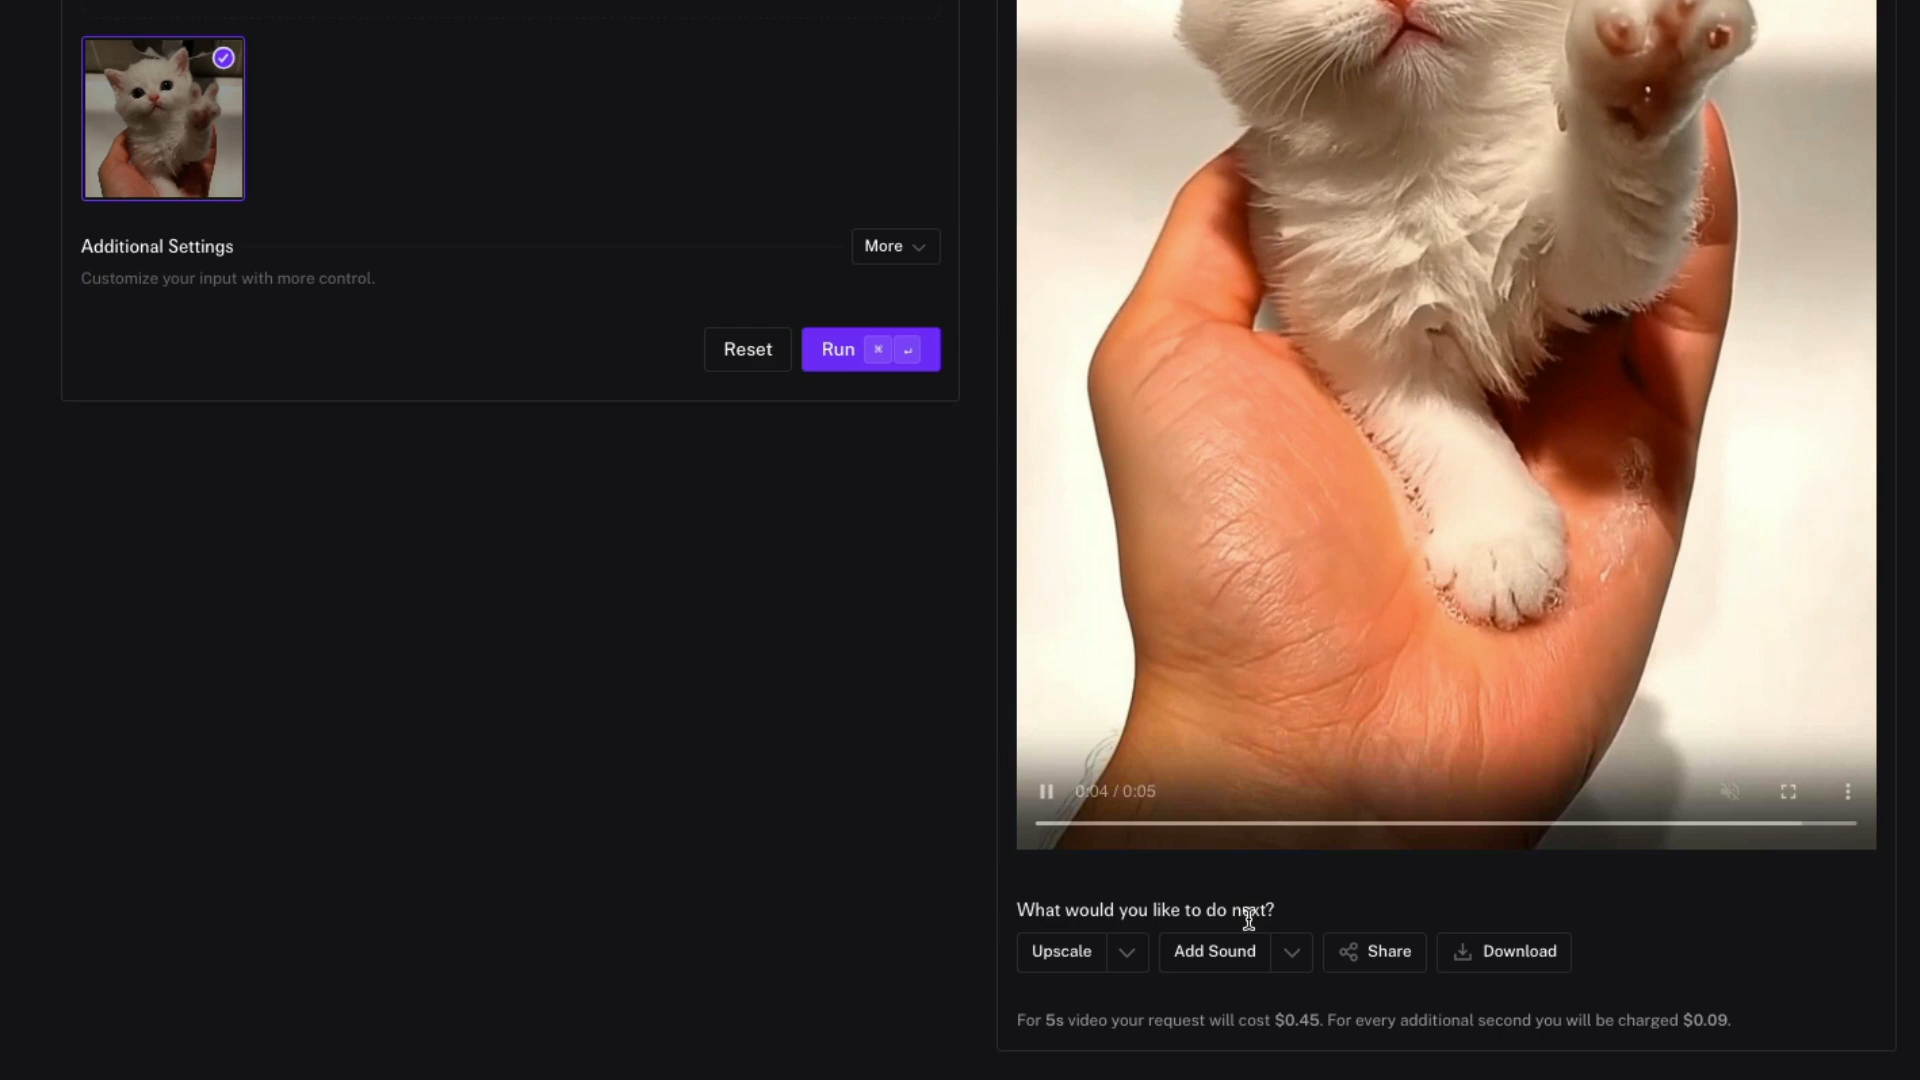 Additional Settings
More
Customize your input with more control.
Reset
Run ⌘ ↵
0:04 / 0:05
What would you like to do next?
Upscale
Add Sound
Share
Download
For 5s video your request will cost $0.45. For every additional second you will be charged $0.09.